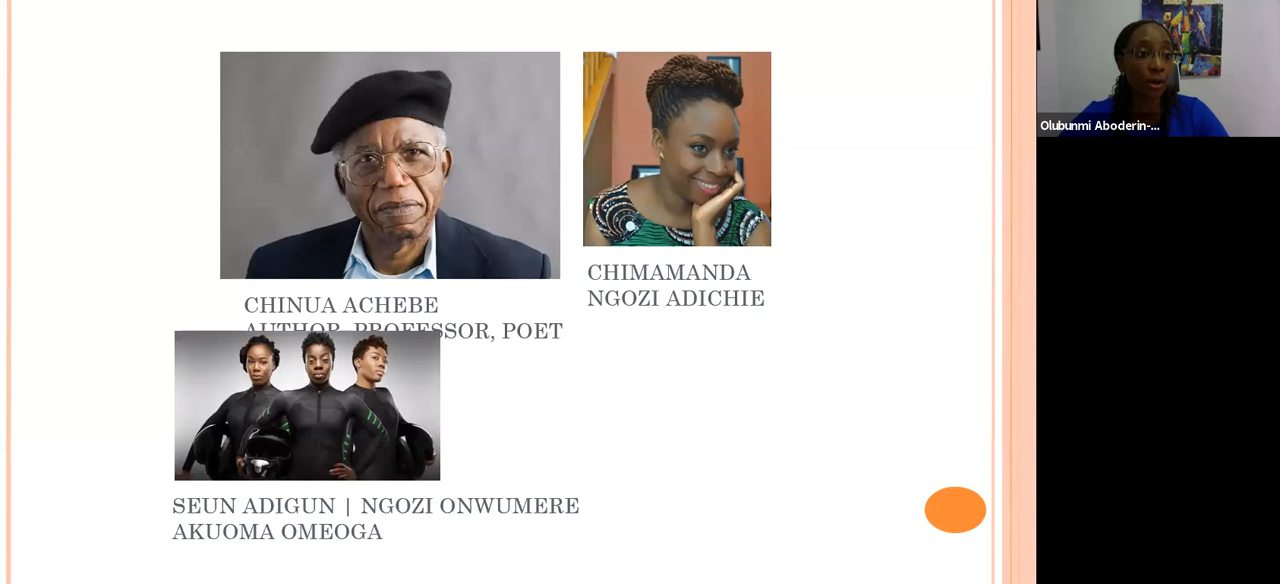 CHINUA ACHEBE
AUTHOR, PROFESSOR, POET
CHIMAMANDA
NGOZI ADICHIE
SEUN ADIGUN | NGOZI ONWUMERE
AKUOMA OMEOGA
Olubunmi Aboderin-...